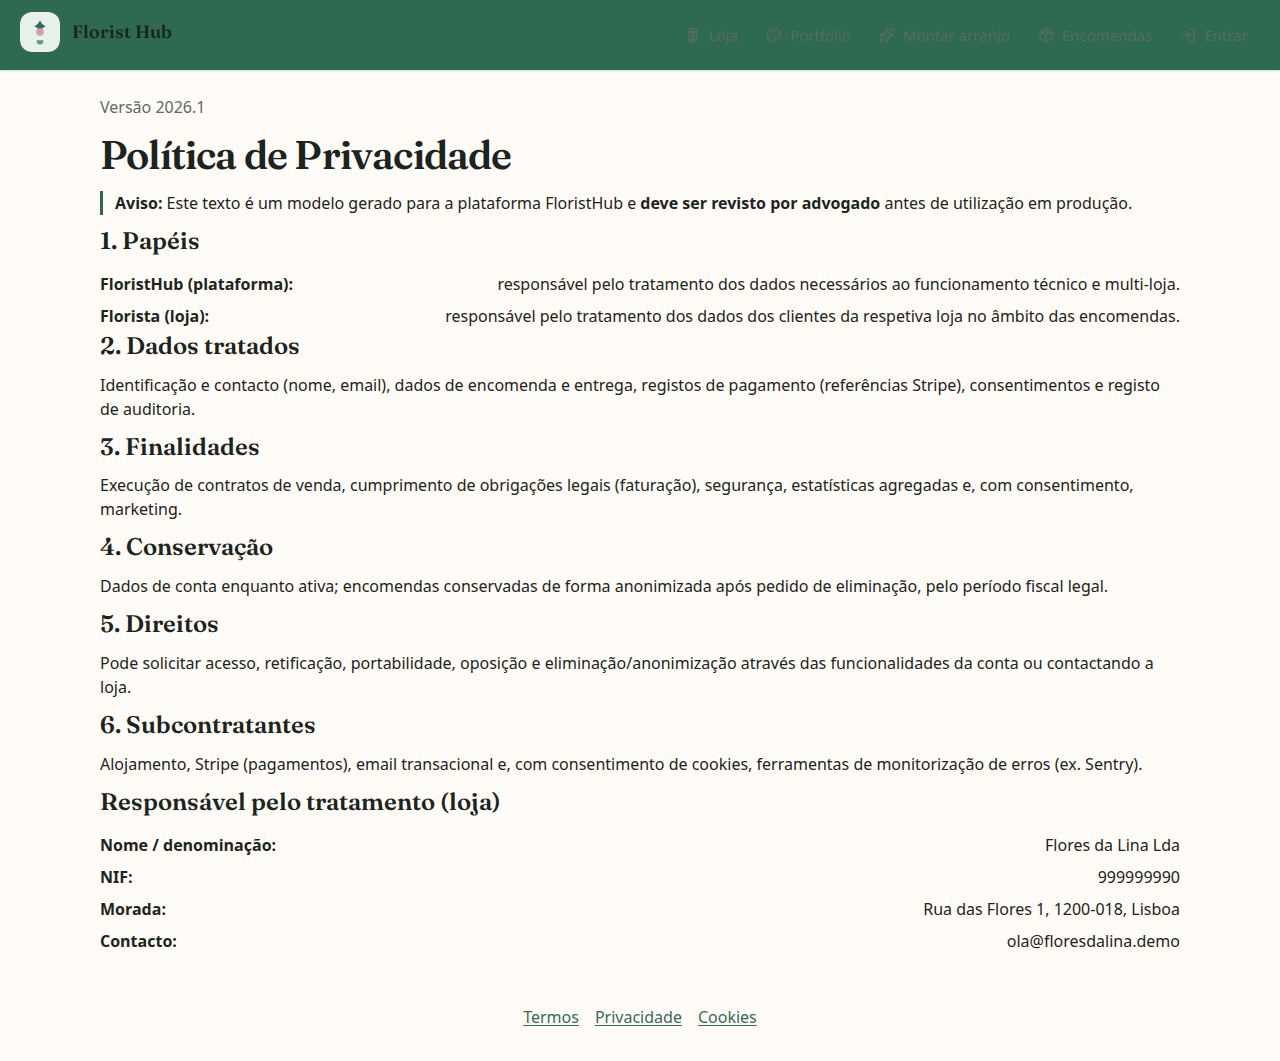 Florist Hub
Loja
Portfolio
Montar arranjo
Encomendas
Entrar
Versão 2026.1
Política de Privacidade
Aviso: Este texto é um modelo gerado para a plataforma FloristHub e deve ser revisto por advogado antes de utilização em produção.
1. Papéis
FloristHub (plataforma): responsável pelo tratamento dos dados necessários ao funcionamento técnico e multi-loja.
Florista (loja): responsável pelo tratamento dos dados dos clientes da respetiva loja no âmbito das encomendas.
2. Dados tratados
Identificação e contacto (nome, email), dados de encomenda e entrega, registos de pagamento (referências Stripe), consentimentos e registo
de auditoria.
3. Finalidades
Execução de contratos de venda, cumprimento de obrigações legais (faturação), segurança, estatísticas agregadas e, com consentimento,
marketing.
4. Conservação
Dados de conta enquanto ativa; encomendas conservadas de forma anonimizada após pedido de eliminação, pelo período fiscal legal.
5. Direitos
Pode solicitar acesso, retificação, portabilidade, oposição e eliminação/anonimização através das funcionalidades da conta ou contactando a
loja.
6. Subcontratantes
Alojamento, Stripe (pagamentos), email transacional e, com consentimento de cookies, ferramentas de monitorização de erros (ex. Sentry).
Responsável pelo tratamento (loja)
Nome / denominação: Flores da Lina Lda
NIF: 999999990
Morada: Rua das Flores 1, 1200-018, Lisboa
Contacto: ola@floresdalina.demo
Termos Privacidade Cookies